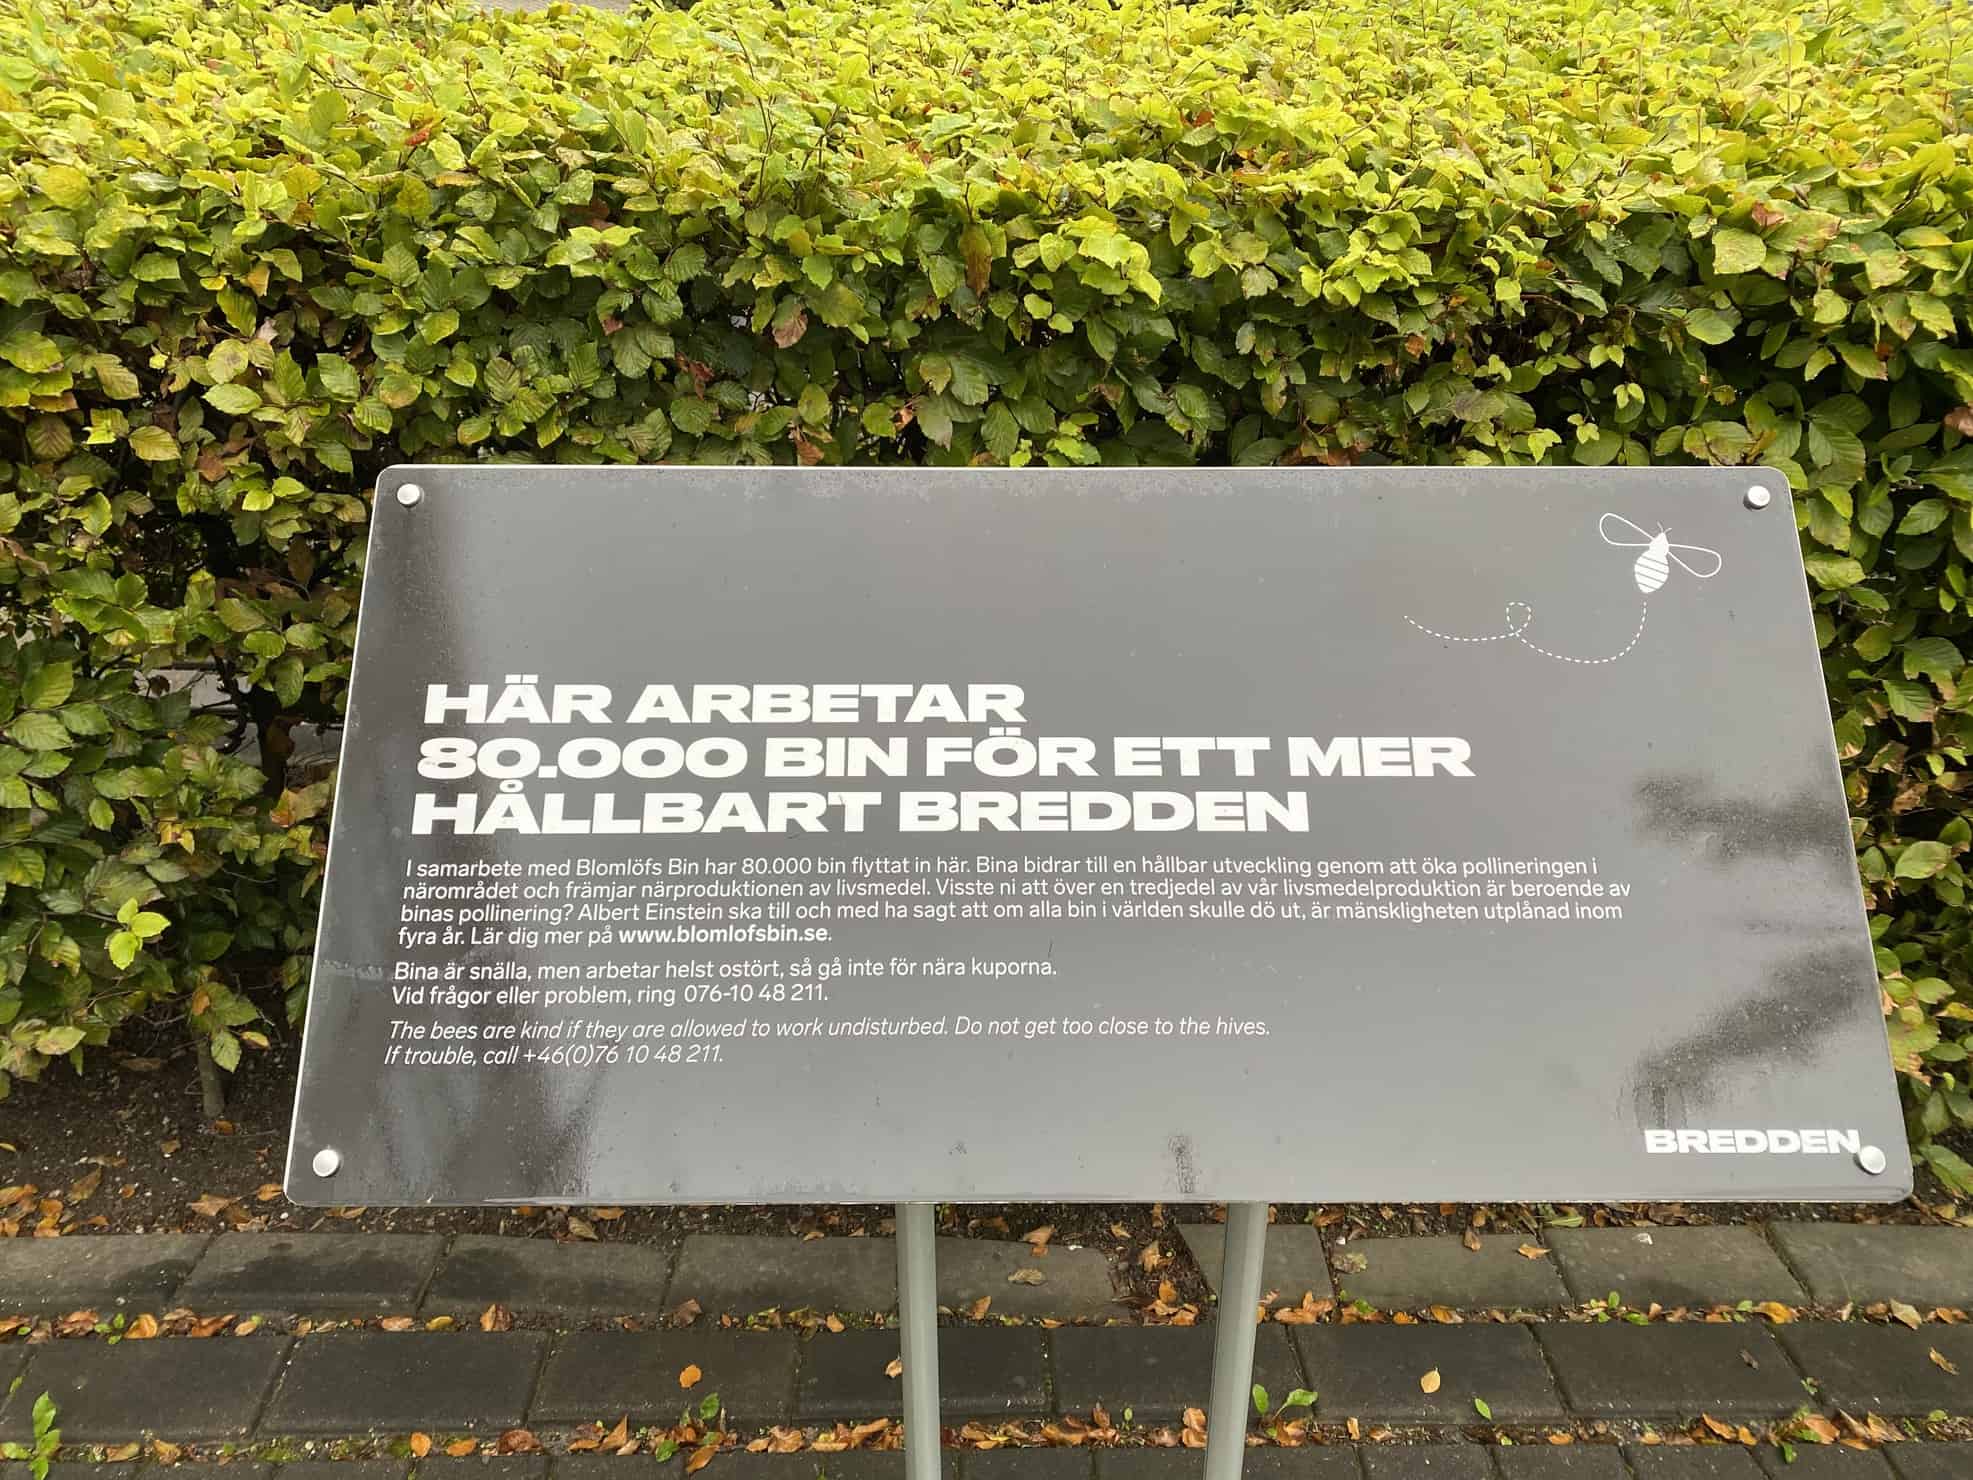 HÄR ARBETAR
80.000 BIN FÖR ETT MER
HÅLLBART BREDDEN
I samarbete med Blomlöfs Bin har 80.000 bin flyttat in här. Bina bidrar till en hållbar utveckling genom att öka pollineringen i
närområdet och främjar närproduktionen av livsmedel. Visste ni att över en tredjedel av vår livsmedelproduktion är beroende av
binas pollinering? Albert Einstein ska till och med ha sagt att om alla bin i världen skulle dö ut, är mänskligheten utplånad inom
fyra år. Lär dig mer på www.blomlofsbin.se.
Bina är snälla, men arbetar helst ostört, så gå inte för nära kuporna.
Vid frågor eller problem, ring 076-10 48 211.
The bees are kind if they are allowed to work undisturbed. Do not get too close to the hives.
If trouble, call +46(0)76 10 48 211.
BREDDEN